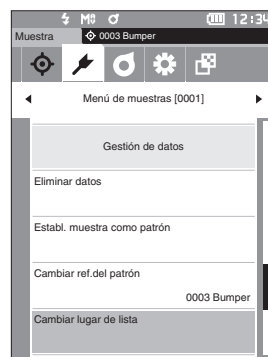 M⑤ 12:34
Muestra 0003 Bumper
Menú de muestras [0001]
Gestión de datos
Eliminar datos
Establ. muestra como patrón
Cambiar ref.del patrón
0003 Bumper
Cambiar lugar de lista